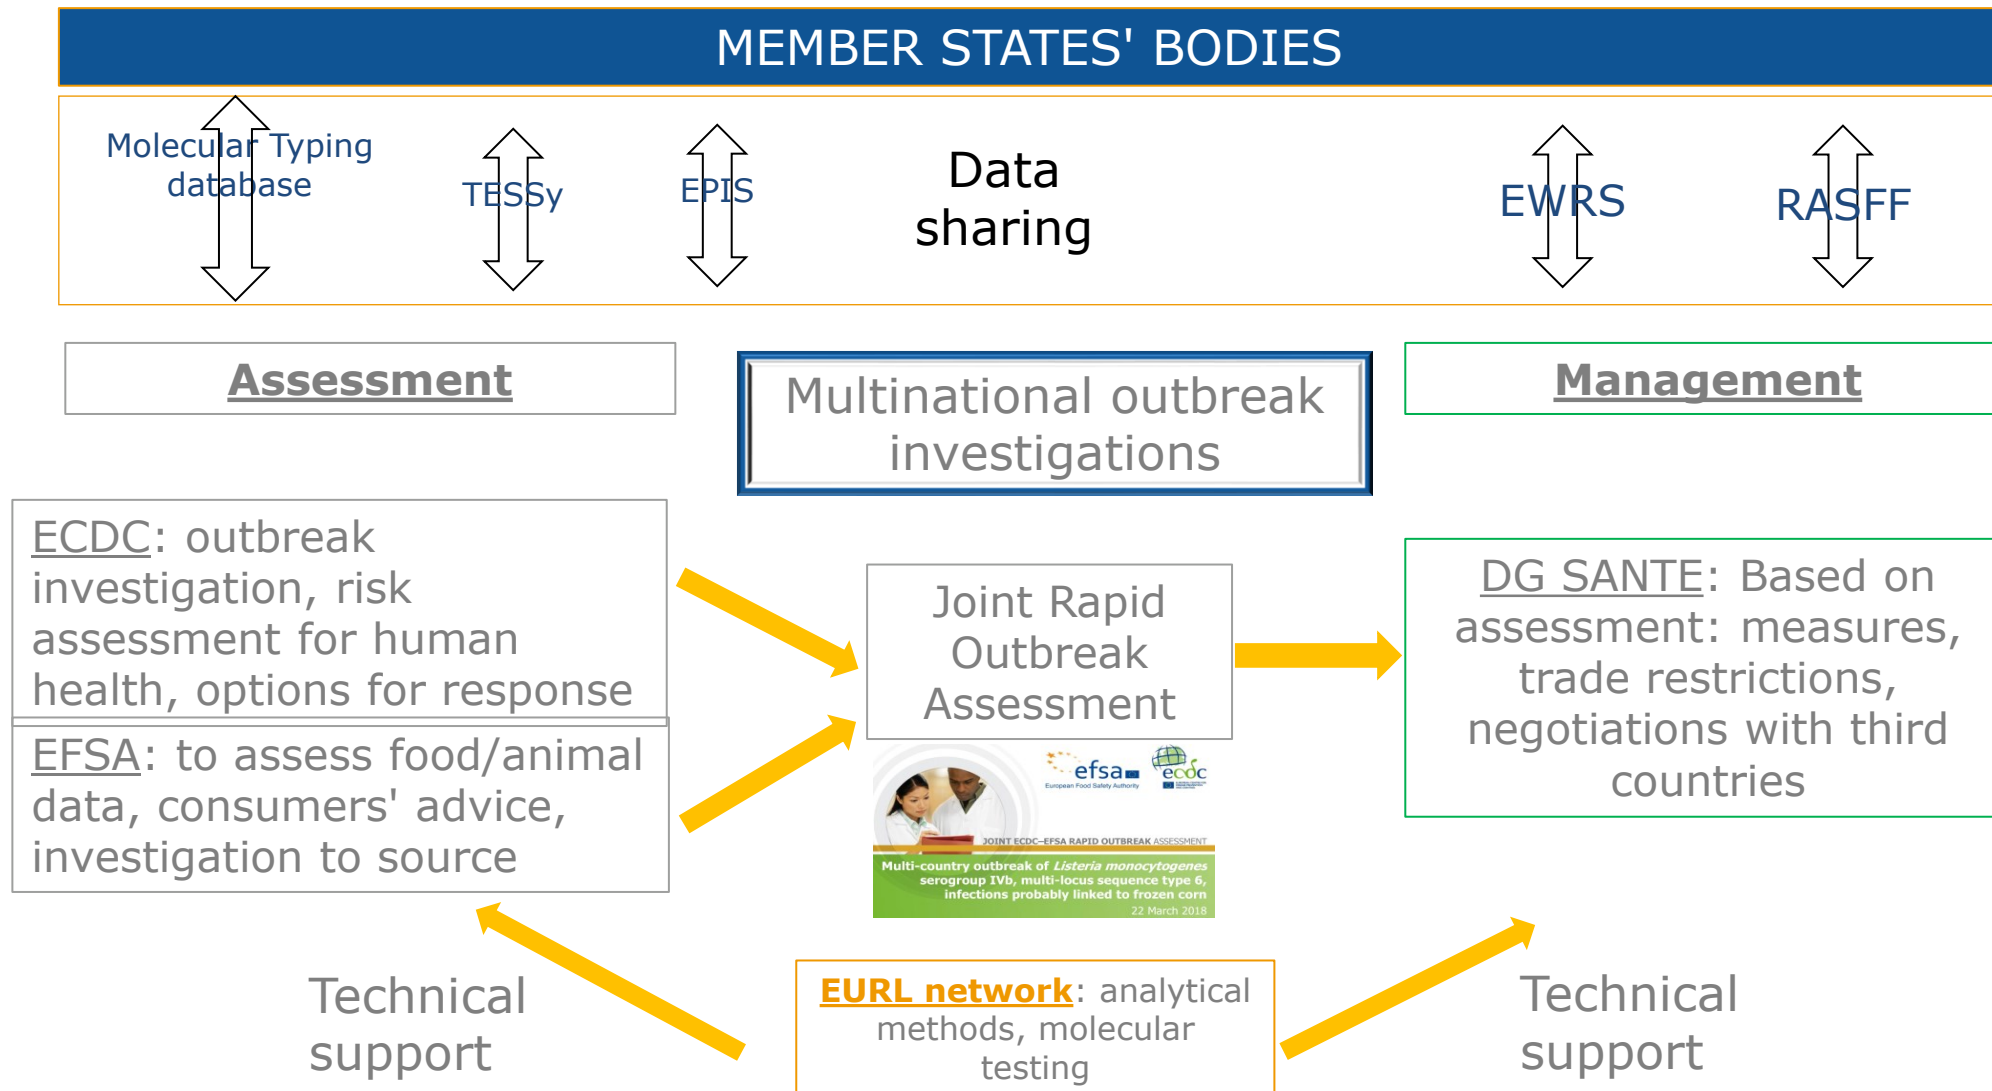 MEMBER STATES' BODIES
Molecular Typing
database
TESSy
EPIS
Data
sharing
EWRS
RASFF
Assessment
Multinational outbreak
investigations
Management
ECDC: outbreak
investigation, risk
assessment for human
health, options for response
EFSA: to assess food/animal
data, consumers' advice,
investigation to source
Joint Rapid
Outbreak
Assessment
efsa
European Food Safety Authority
ecdc
JOINT ECDC–EFSA RAPID OUTBREAK ASSESSMENT
Multi-country outbreak of Listeria monocytogenes
serogroup IVb, multi-locus sequence type 6,
infections probably linked to frozen corn
22 March 2018
DG SANTE: Based on
assessment: measures,
trade restrictions,
negotiations with third
countries
Technical
support
EURL network: analytical
methods, molecular
testing
Technical
support